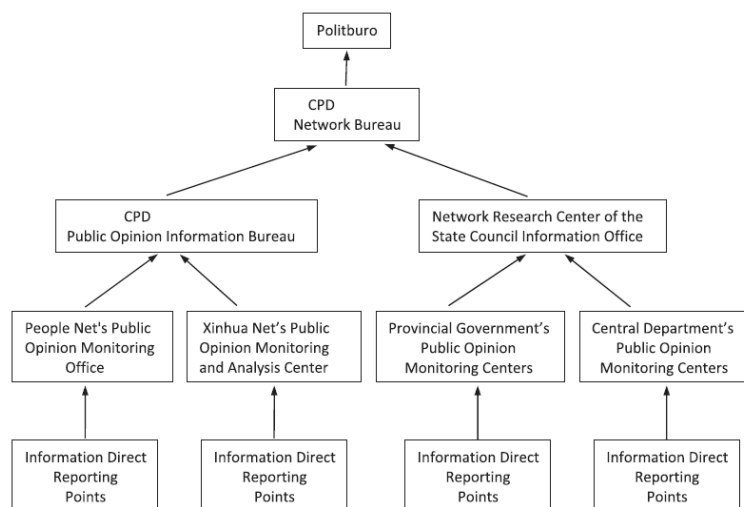 Politburo
CPD
Network Bureau
CPD
Public Opinion Information Bureau
Network Research Center of the
State Council Information Office
People Net's Public
Opinion Monitoring
Office
Xinhua Net’s Public
Opinion Monitoring
and Analysis Center
Provincial Government’s
Public Opinion
Monitoring Centers
Central Department’s
Public Opinion
Monitoring Centers
Information Direct
Reporting
Points
Information Direct
Reporting
Points
Information Direct
Reporting
Points
Information Direct
Reporting
Points